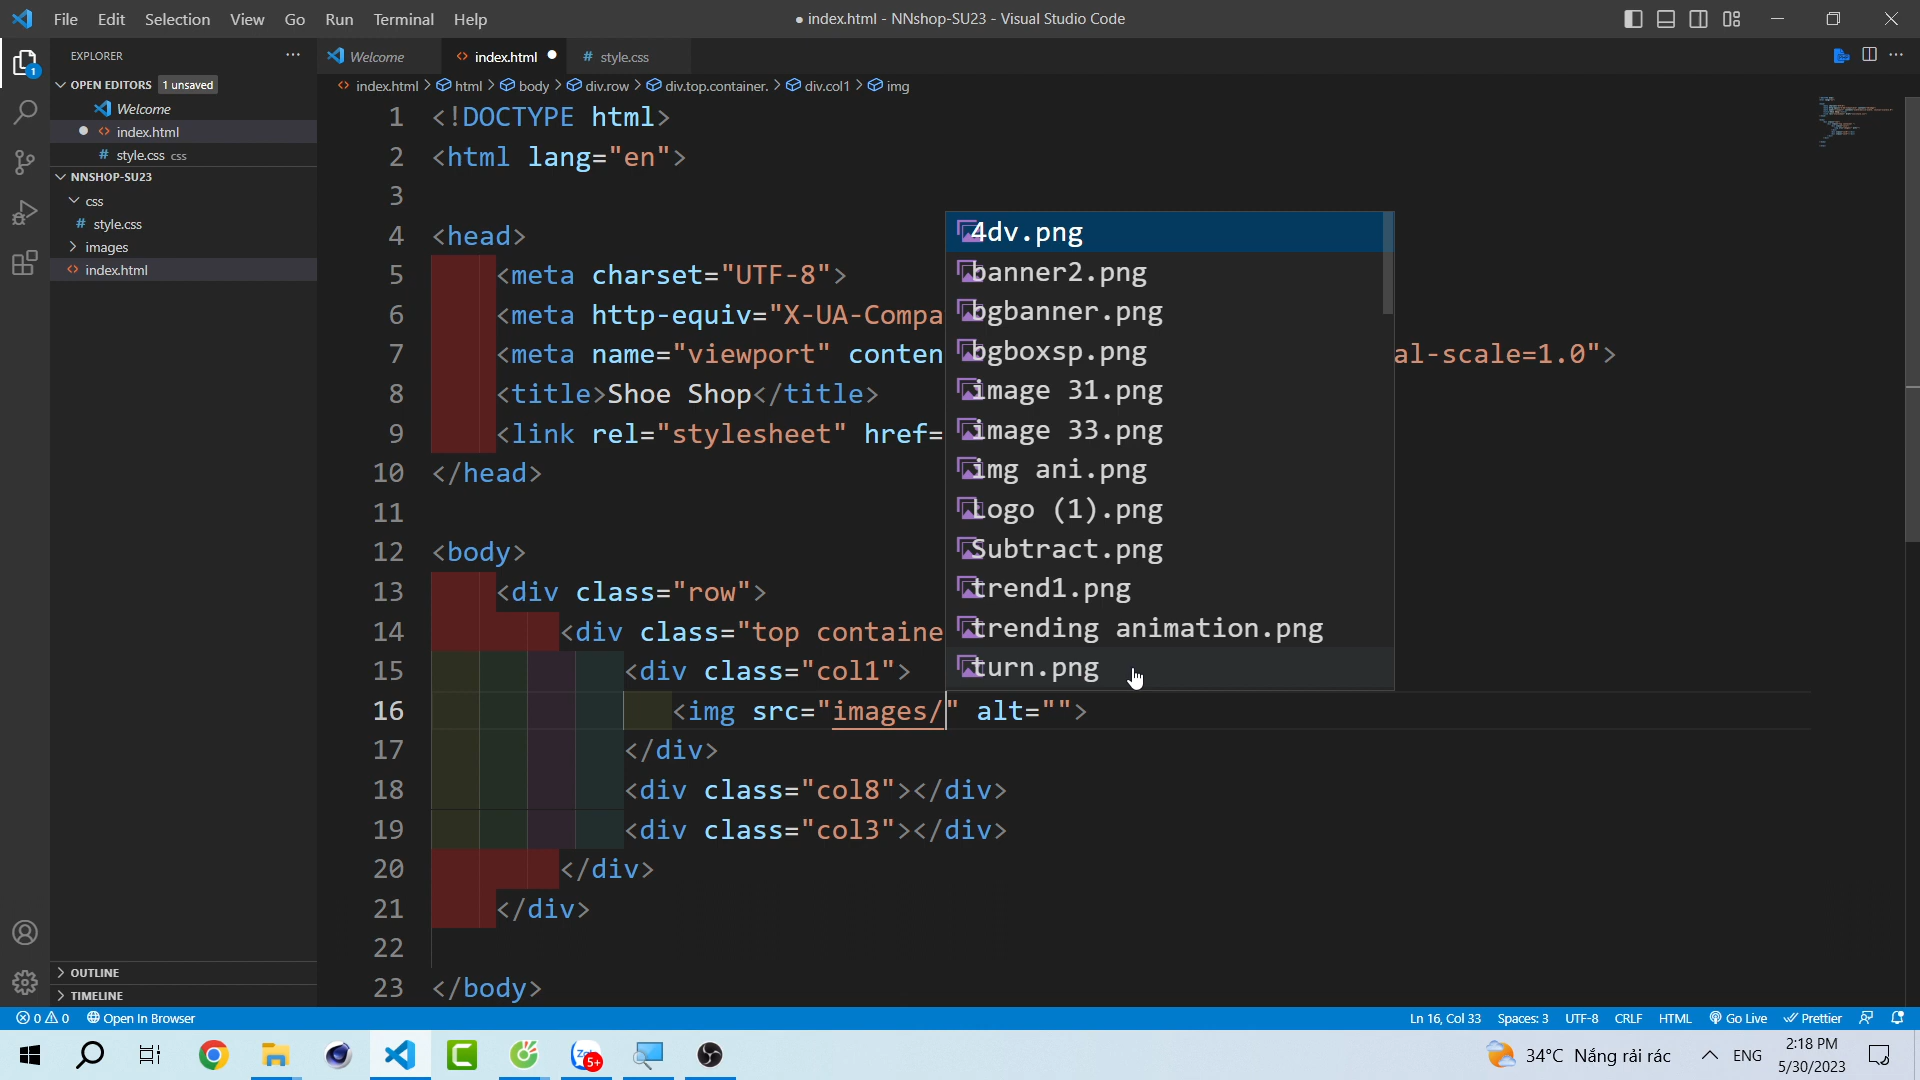 File Edit Selection View Go Run Terminal Help
● index.html - NNshop-SU23 - Visual Studio Code
EXPLORER
OPEN EDITORS 1 unsaved
Welcome
index.html
style.css css
NNSHOP-SU23
css
style.css
images
index.html
OUTLINE
TIMELINE
Welcome index.html style.css
index.html > html > body > div.row > div.top.container. > div.col1 > img
1 <!DOCTYPE html>
2 <html lang="en">
3
4 <head>
5 <meta charset="UTF-8">
6 <meta http-equiv="X-UA-Compa
7 <meta name="viewport" conten al-scale=1.0">
8 <title>Shoe Shop</title>
9 <link rel="stylesheet" href=
10 </head>
11
12 <body>
13 <div class="row">
14 <div class="top containe
15 <div class="col1">
16 <img src="images/" alt="">
17 </div>
18 <div class="col8"></div>
19 <div class="col3"></div>
20 </div>
21 </div>
22
23 </body>
4dv.png
banner2.png
bgbanner.png
bgboxsp.png
image 31.png
image 33.png
img ani.png
Logo (1).png
Subtract.png
trend1.png
trending animation.png
turn.png
1
0 0 Open In Browser
Ln 16, Col 33 Spaces: 3 UTF-8 CRLF HTML Go Live Prettier
5+
34°C Nắng rải rác ENG
2:18 PM
5/30/2023